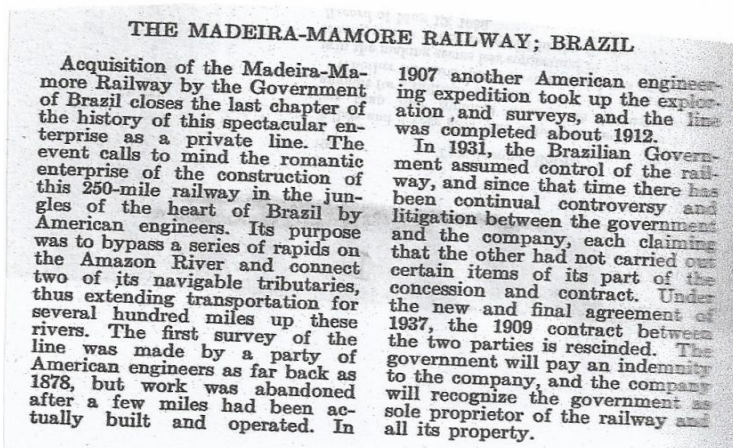 THE MADEIRA-MAMORE RAILWAY; BRAZIL
Acquisition of the Madeira-Ma-
more Railway by the Government
of Brazil closes the last chapter of
the history of this spectacular en-
terprise as a private line. The
event calls to mind the romantic
enterprise of the construction of
this 250-mile railway in the jun-
gles of the heart of Brazil by
American engineers. Its purpose
was to bypass a series of rapids on
the Amazon River and connect
two of its navigable tributaries,
thus extending transportation for
several hundred miles up these
rivers. The first survey of the
line was made by a party of
American engineers as far back as
1878, but work was abandoned
after a few miles had been ac-
tually built and operated. In
1907 another American engineer-
ing expedition took up the explor-
ation and surveys, and the line
was completed about 1912.
In 1931, the Brazilian Govern-
ment assumed control of the rail-
way, and since that time there has
been continual controversy and
litigation between the government
and the company, each claiming
that the other had not carried out
certain items of its part of the
concession and contract. Under
the new and final agreement of
1937, the 1909 contract between
the two parties is rescinded. The
government will pay an indemnity
to the company, and the company
will recognize the government as
sole proprietor of the railway and
all its property.